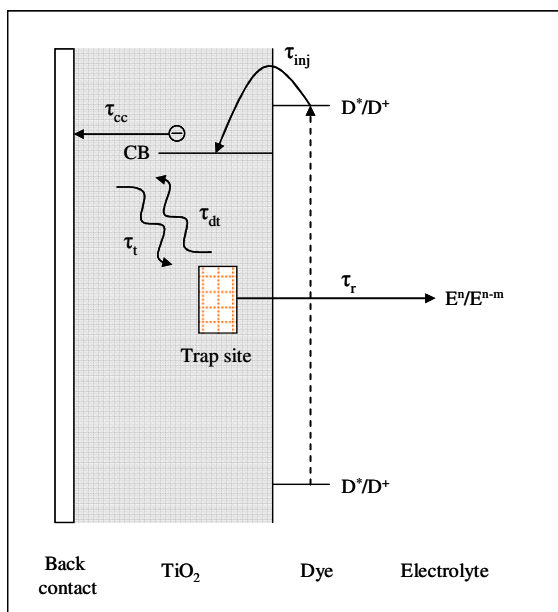 τinj
D*/D+
τcc
CB
τdt
τt
τr
En/En-m
Trap site
D*/D+
Back contact
TiO2
Dye
Electrolyte